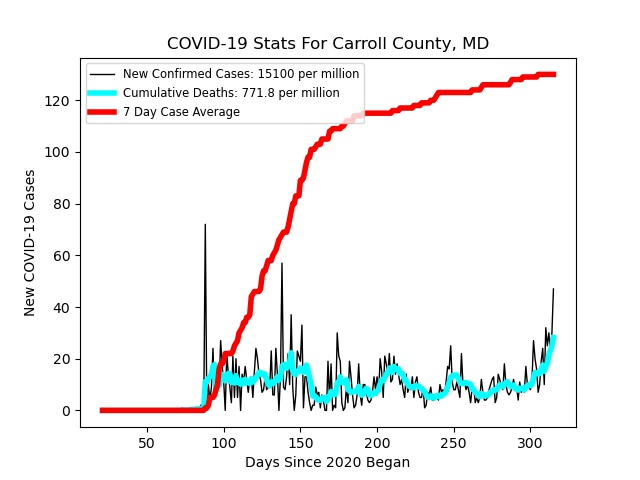 COVID-19 Stats For Carroll County, MD
New Confirmed Cases: 15100 per million
Cumulative Deaths: 771.8 per million
7 Day Case Average
New COVID-19 Cases
120
100
80
60
40
20
0
50 100 150 200 250 300
Days Since 2020 Began